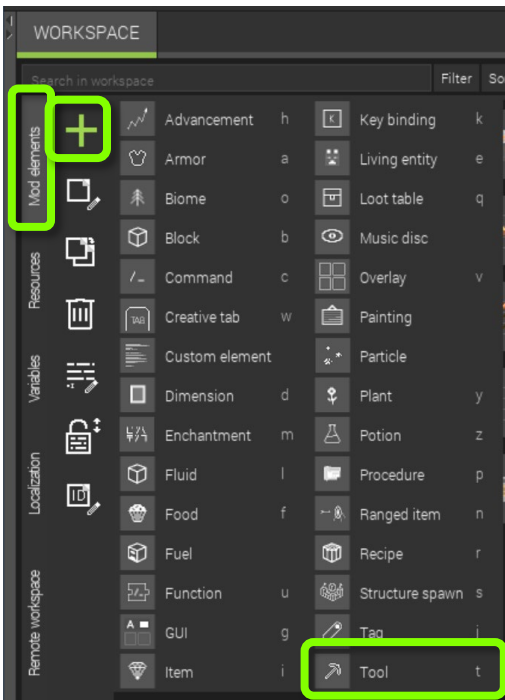 WORKSPACE
Search in workspace Filter So
Mod elements
Resources
Variables
Localization
Remote workspace
Advancement h
Armor a
Biome o
Block b
Command c
TAB Creative tab w
Custom element
Dimension d
Enchantment m
Fluid l
Food f
Fuel
Function u
GUI g
Item i
K Key binding k
Living entity e
Loot table q
Music disc
Overlay v
Painting
Particle
Plant y
Potion z
Procedure p
Ranged item n
Recipe r
Structure spawn s
Tag j
Tool t
ID